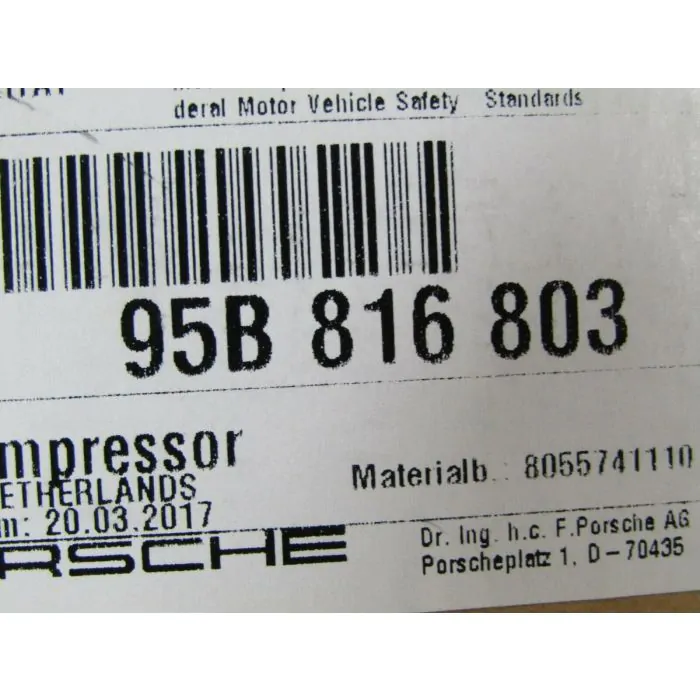 deral Motor Vehicle Safety Standards
95B 816 803
mpressor
ETHERLANDS
m: 20.03.2017
Materialb.: 8055741110
RSCHE
Dr. Ing. h.c. F.Porsche AG
Porscheplatz 1, D-70435